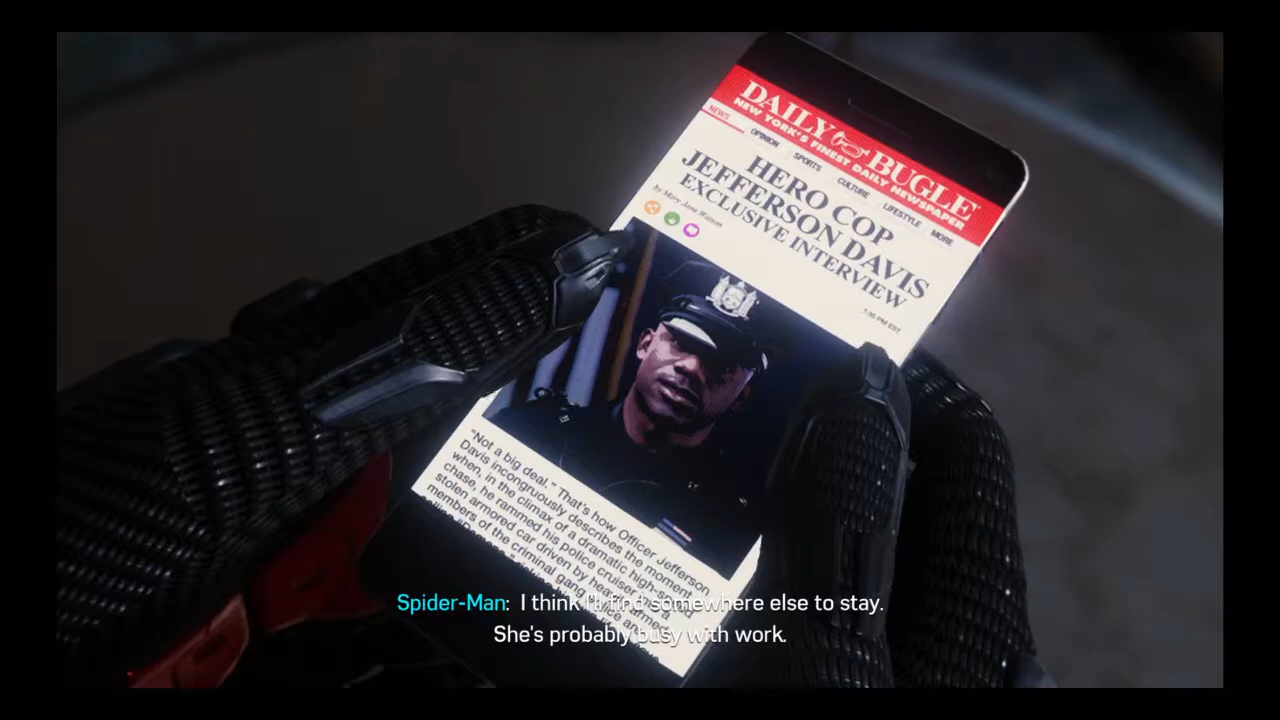 DAILY BUGLE
NEW YORK'S FINEST DAILY NEWSPAPER
NEWS OPINION SPORTS CULTURE LIFESTYLE MORE
HERO COP
JEFFERSON DAVIS
EXCLUSIVE INTERVIEW
by Mary Jane Watson
7:35 PM EST
"Not a big deal." That's how Officer Jefferson
Davis incongruously describes the moment
when, in the climax of a dramatic high-speed
chase, he rammed his police cruiser into a
stolen armored car driven by heavily armed
members of the criminal gang
Spider-Man: I think I'll find somewhere else to stay.
She's probably busy with work.